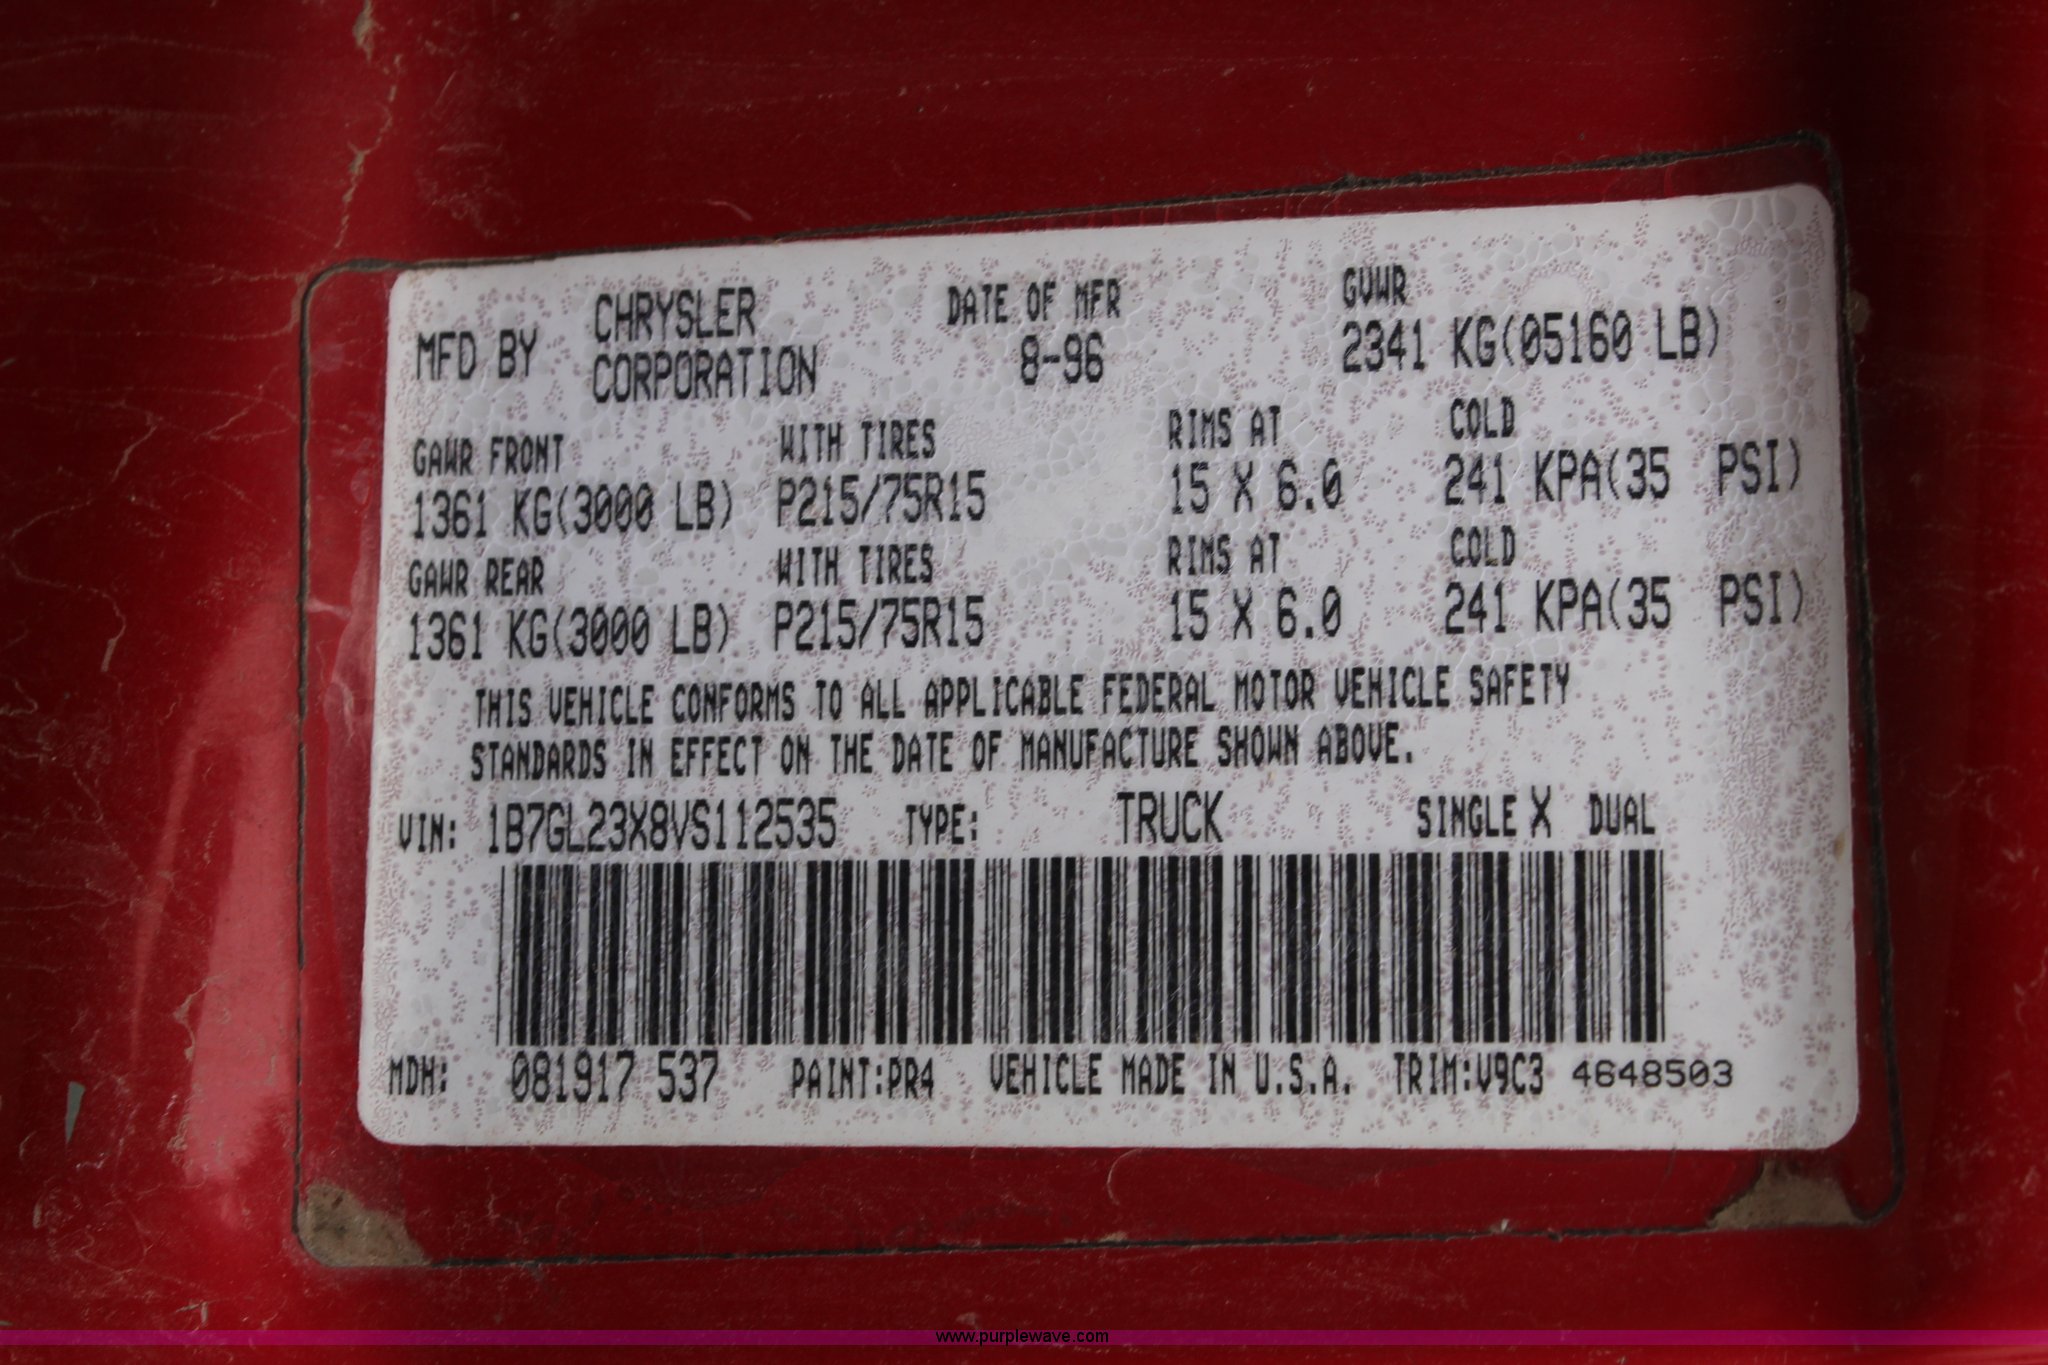 CHRYSLER
MFD BY CORPORATION
DATE OF MFR
8-96
GVWR
2341 KG(05160 LB)
GAWR FRONT WITH TIRES RIMS AT COLD
1361 KG(3000 LB) P215/75R15 15 X 6.0 241 KPA(35 PSI)
GAWR REAR WITH TIRES RIMS AT COLD
1361 KG(3000 LB) P215/75R15 15 X 6.0 241 KPA(35 PSI)
THIS VEHICLE CONFORMS TO ALL APPLICABLE FEDERAL MOTOR VEHICLE SAFETY
STANDARDS IN EFFECT ON THE DATE OF MANUFACTURE SHOWN ABOVE.
VIN: 1B7GL23X8VS112535 TYPE: TRUCK SINGLE X DUAL
MDH: 081917 537 PAINT:PR4 VEHICLE MADE IN U.S.A. TRIM:V9C3 4648503
www.purplewave.com